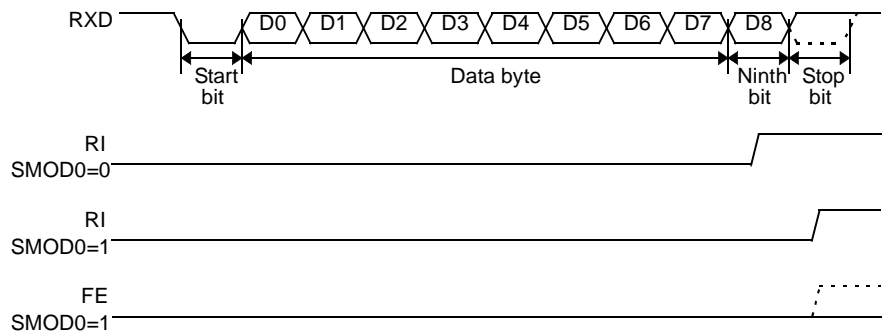 RXD D0 D1 D2 D3 D4 D5 D6 D7 D8
Start bit Data byte Ninth bit Stop bit
RI
SMOD0=0
RI
SMOD0=1
FE
SMOD0=1